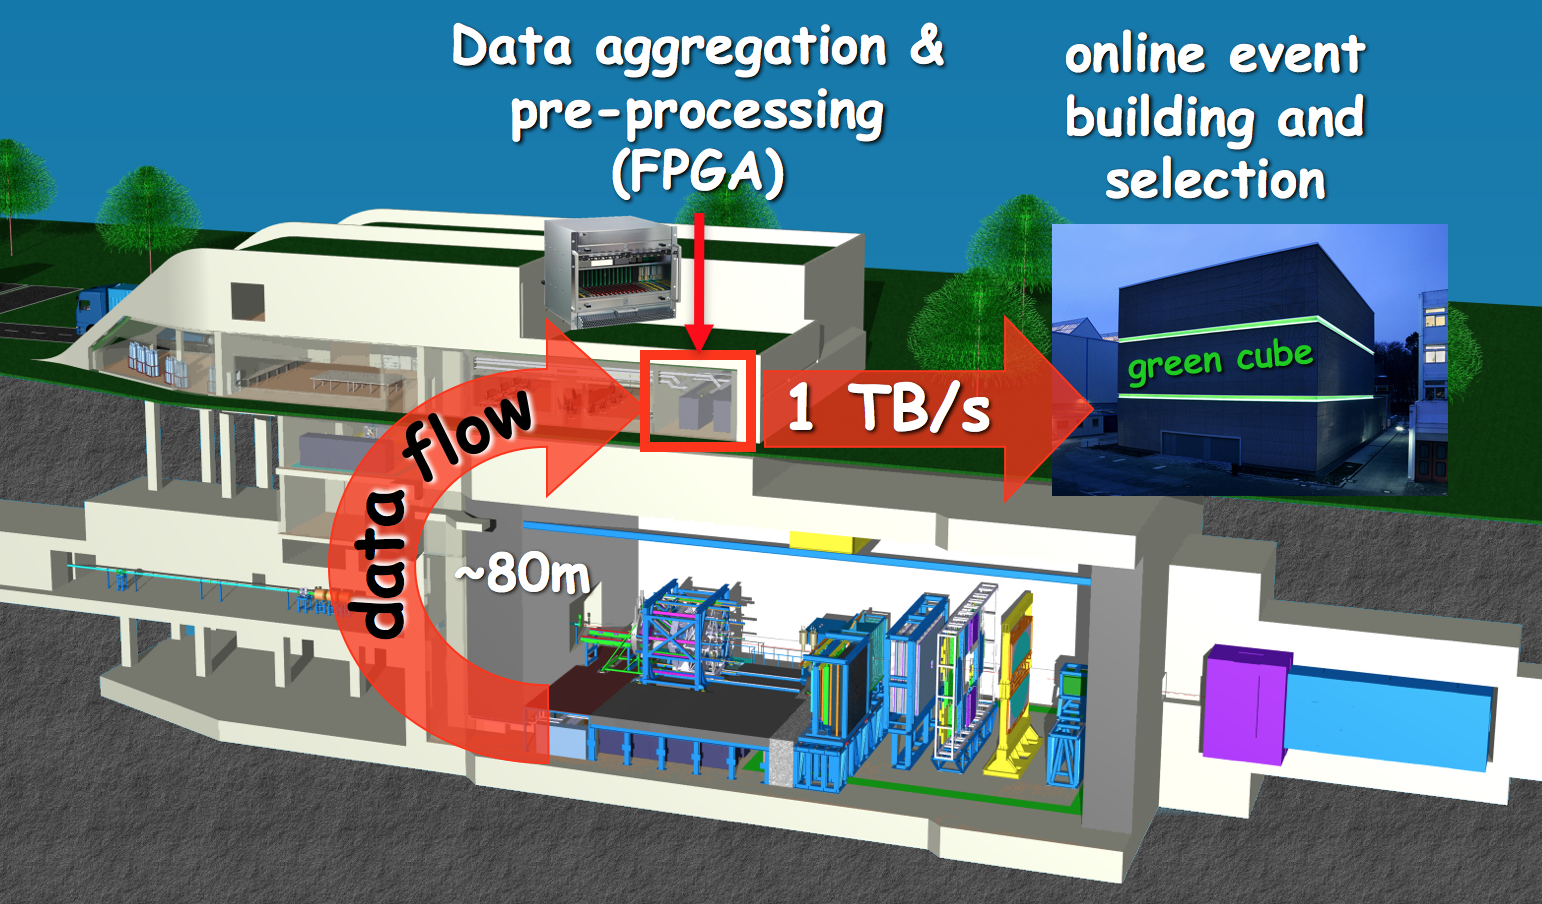 Data aggregation &
pre-processing
(FPGA)
online event
building and
selection
green cube
1 TB/s
data flow
~80m